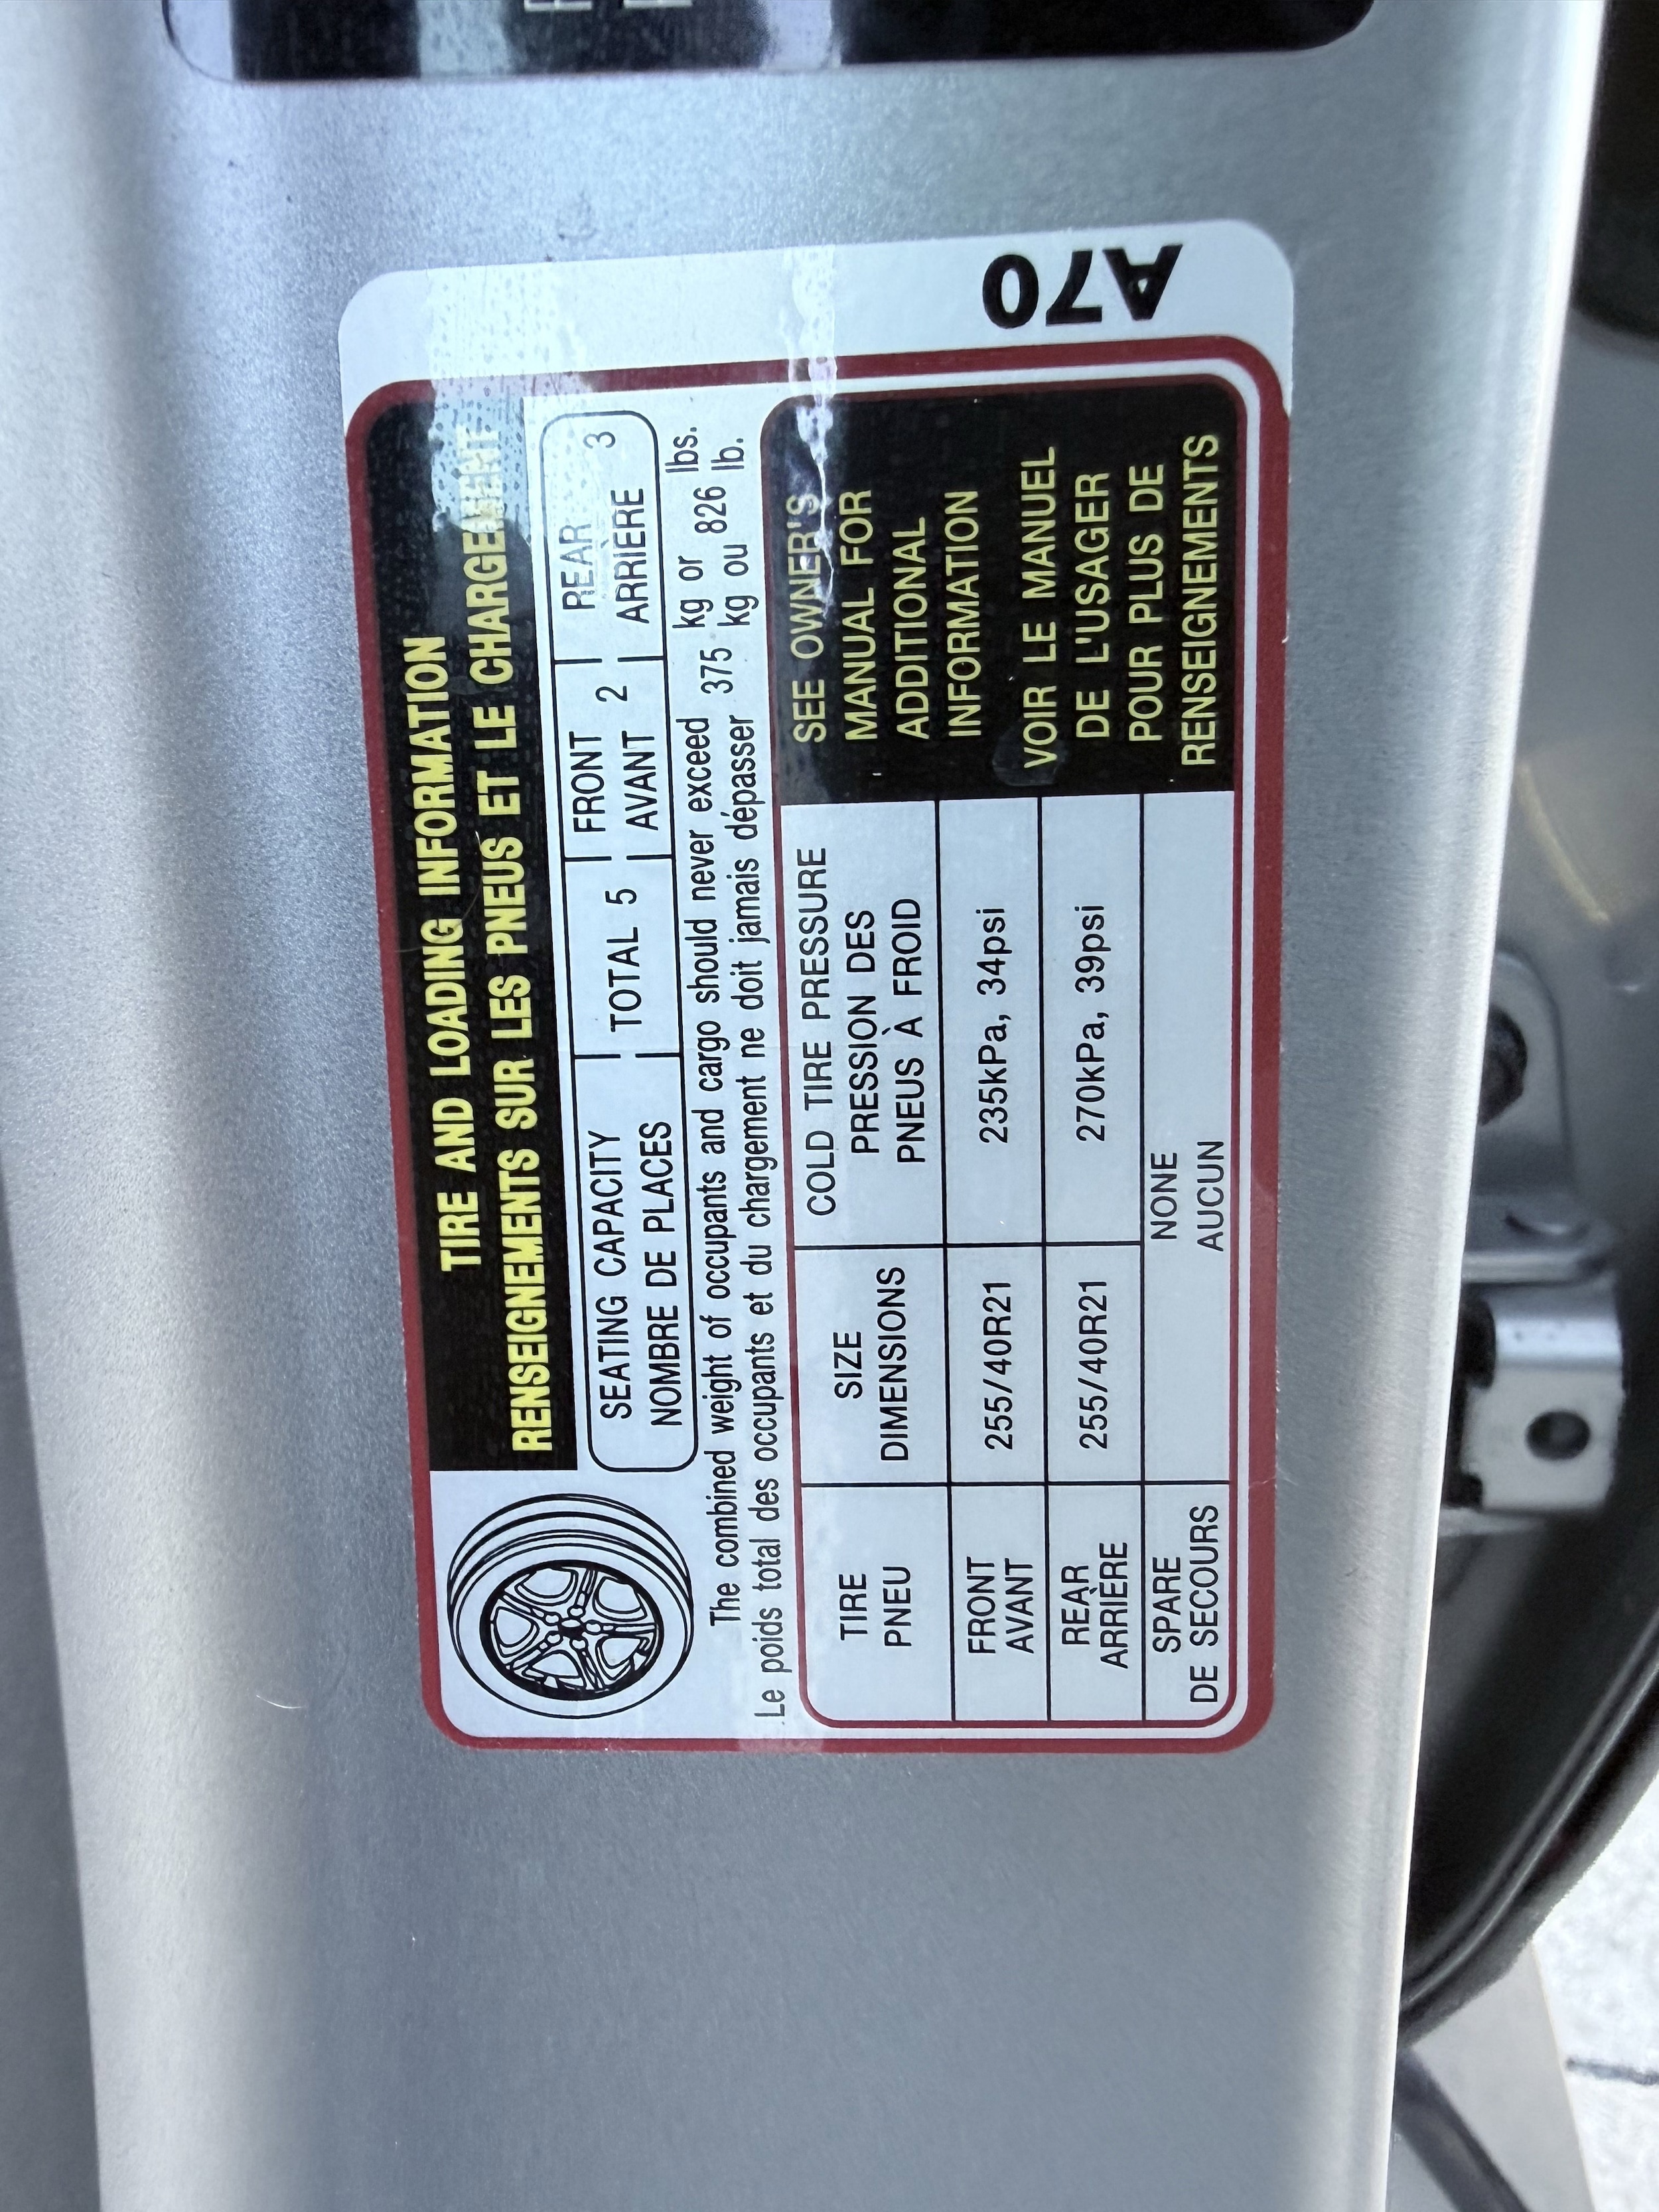 A70
TIRE AND LOADING INFORMATION
RENSEIGNEMENTS SUR LES PNEUS ET LE CHARGEMENT
SEATING CAPACITY
NOMBRE DE PLACES
TOTAL 5
FRONT
AVANT 2
REAR
ARRIÈRE 3
The combined weight of occupants and cargo should never exceed 375 kg or 826 lbs.
Le poids total des occupants et du chargement ne doit jamais dépasser 375 kg ou 826 lb.
TIRE
PNEU
SIZE
DIMENSIONS
COLD TIRE PRESSURE
PRESSION DES
PNEUS À FROID
FRONT
AVANT
255/40R21
235kPa, 34psi
REAR
ARRIÈRE
255/40R21
270kPa, 39psi
SPARE
DE SECOURS
NONE
AUCUN
SEE OWNER'S
MANUAL FOR
ADDITIONAL
INFORMATION
VOIR LE MANUEL
DE L'USAGER
POUR PLUS DE
RENSEIGNEMENTS